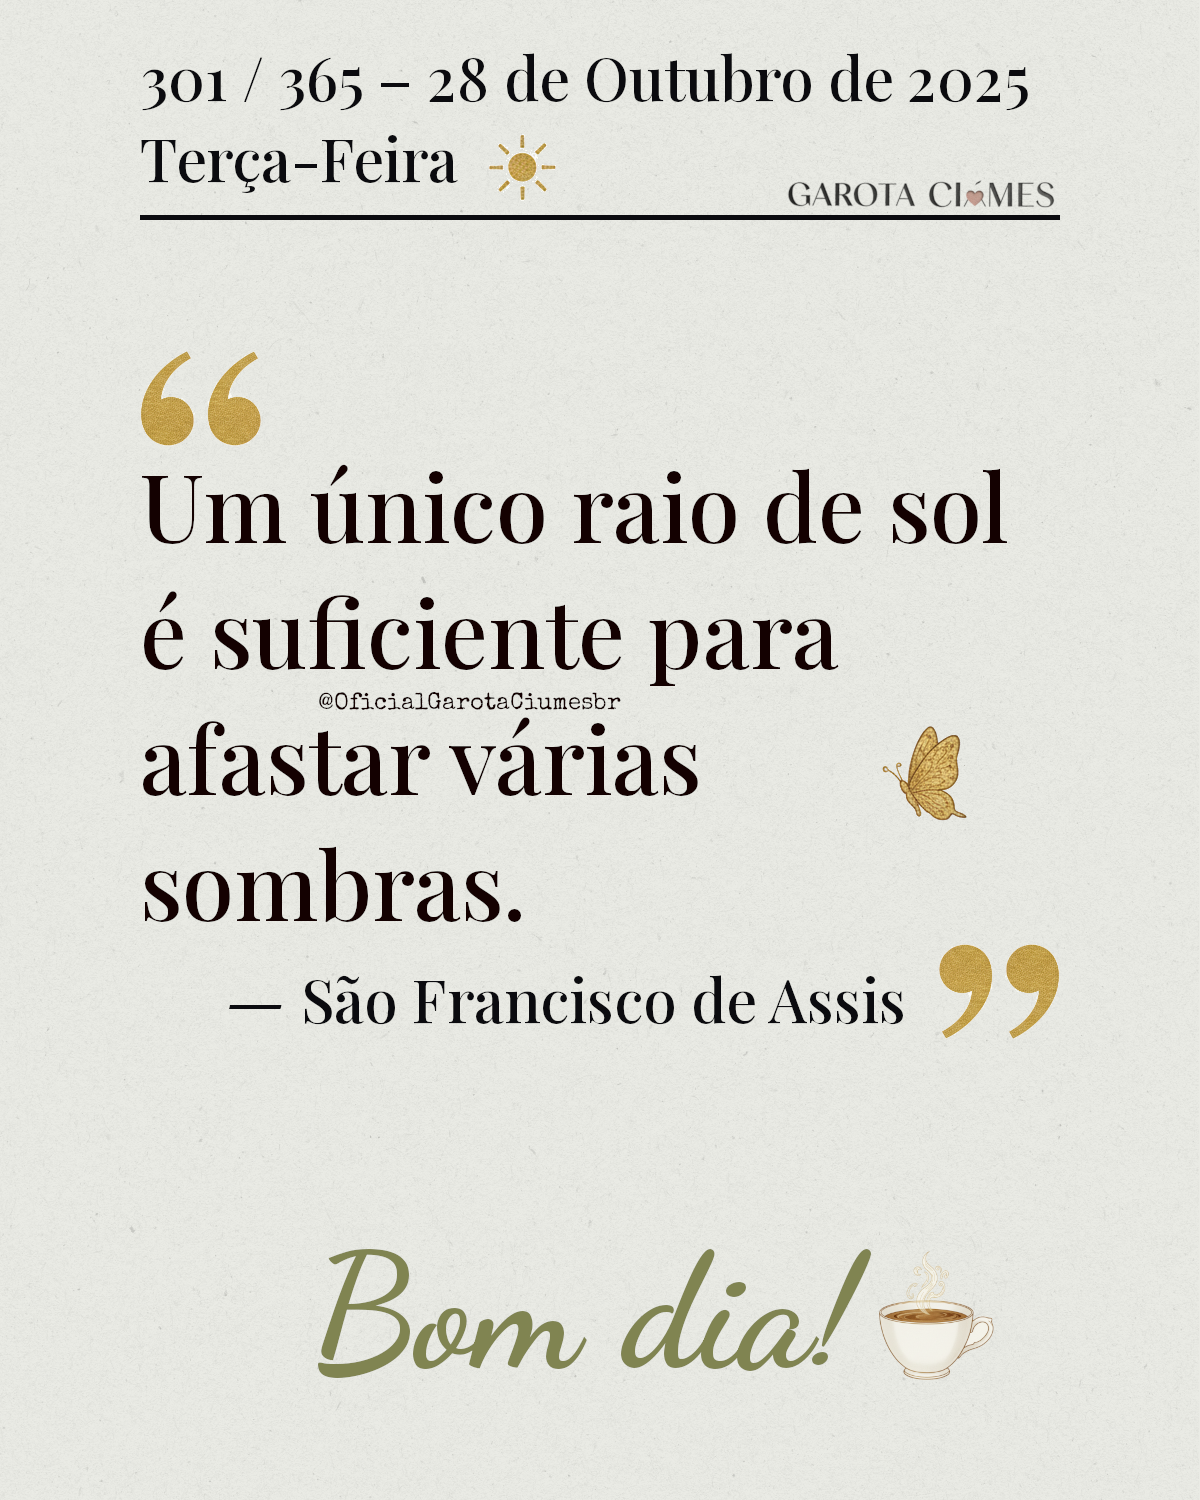 301 / 365 – 28 de Outubro de 2025
Terça-Feira
GAROTA CIÚMES
Um único raio de sol
é suficiente para
@OficialGarotaCiumesbr
afastar várias
sombras.
— São Francisco de Assis
Bom dia!